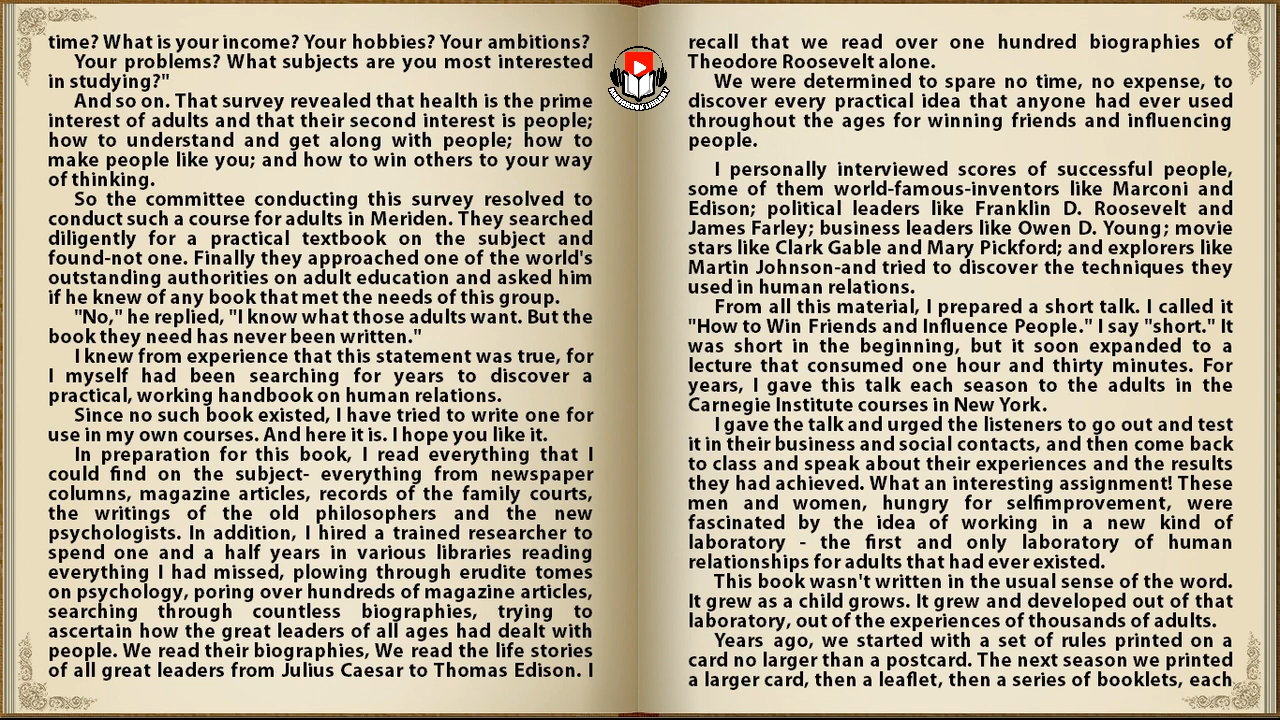 time? What is your income? Your hobbies? Your ambitions?
Your problems? What subjects are you most interested
in studying?"
And so on. That survey revealed that health is the prime
interest of adults and that their second interest is people;
how to understand and get along with people; how to
make people like you; and how to win others to your way
of thinking.
So the committee conducting this survey resolved to
conduct such a course for adults in Meriden. They searched
diligently for a practical textbook on the subject and
found-not one. Finally they approached one of the world's
outstanding authorities on adult education and asked him
if he knew of any book that met the needs of this group.
"No," he replied, "I know what those adults want. But the
book they need has never been written."
I knew from experience that this statement was true, for
I myself had been searching for years to discover a
practical, working handbook on human relations.
Since no such book existed, I have tried to write one for
use in my own courses. And here it is. I hope you like it.
In preparation for this book, I read everything that I
could find on the subject- everything from newspaper
columns, magazine articles, records of the family courts,
the writings of the old philosophers and the new
psychologists. In addition, I hired a trained researcher to
spend one and a half years in various libraries reading
everything I had missed, plowing through erudite tomes
on psychology, poring over hundreds of magazine articles,
searching through countless biographies, trying to
ascertain how the great leaders of all ages had dealt with
people. We read their biographies, We read the life stories
of all great leaders from Julius Caesar to Thomas Edison. I
recall that we read over one hundred biographies of
Theodore Roosevelt alone.
We were determined to spare no time, no expense, to
discover every practical idea that anyone had ever used
throughout the ages for winning friends and influencing
people.
I personally interviewed scores of successful people,
some of them world-famous-inventors like Marconi and
Edison; political leaders like Franklin D. Roosevelt and
James Farley; business leaders like Owen D. Young; movie
stars like Clark Gable and Mary Pickford; and explorers like
Martin Johnson-and tried to discover the techniques they
used in human relations.
From all this material, I prepared a short talk. I called it
"How to Win Friends and Influence People." I say "short." It
was short in the beginning, but it soon expanded to a
lecture that consumed one hour and thirty minutes. For
years, I gave this talk each season to the adults in the
Carnegie Institute courses in New York.
I gave the talk and urged the listeners to go out and test
it in their business and social contacts, and then come back
to class and speak about their experiences and the results
they had achieved. What an interesting assignment! These
men and women, hungry for selfimprovement, were
fascinated by the idea of working in a new kind of
laboratory - the first and only laboratory of human
relationships for adults that had ever existed.
This book wasn't written in the usual sense of the word.
It grew as a child grows. It grew and developed out of that
laboratory, out of the experiences of thousands of adults.
Years ago, we started with a set of rules printed on a
card no larger than a postcard. The next season we printed
a larger card, then a leaflet, then a series of booklets, each